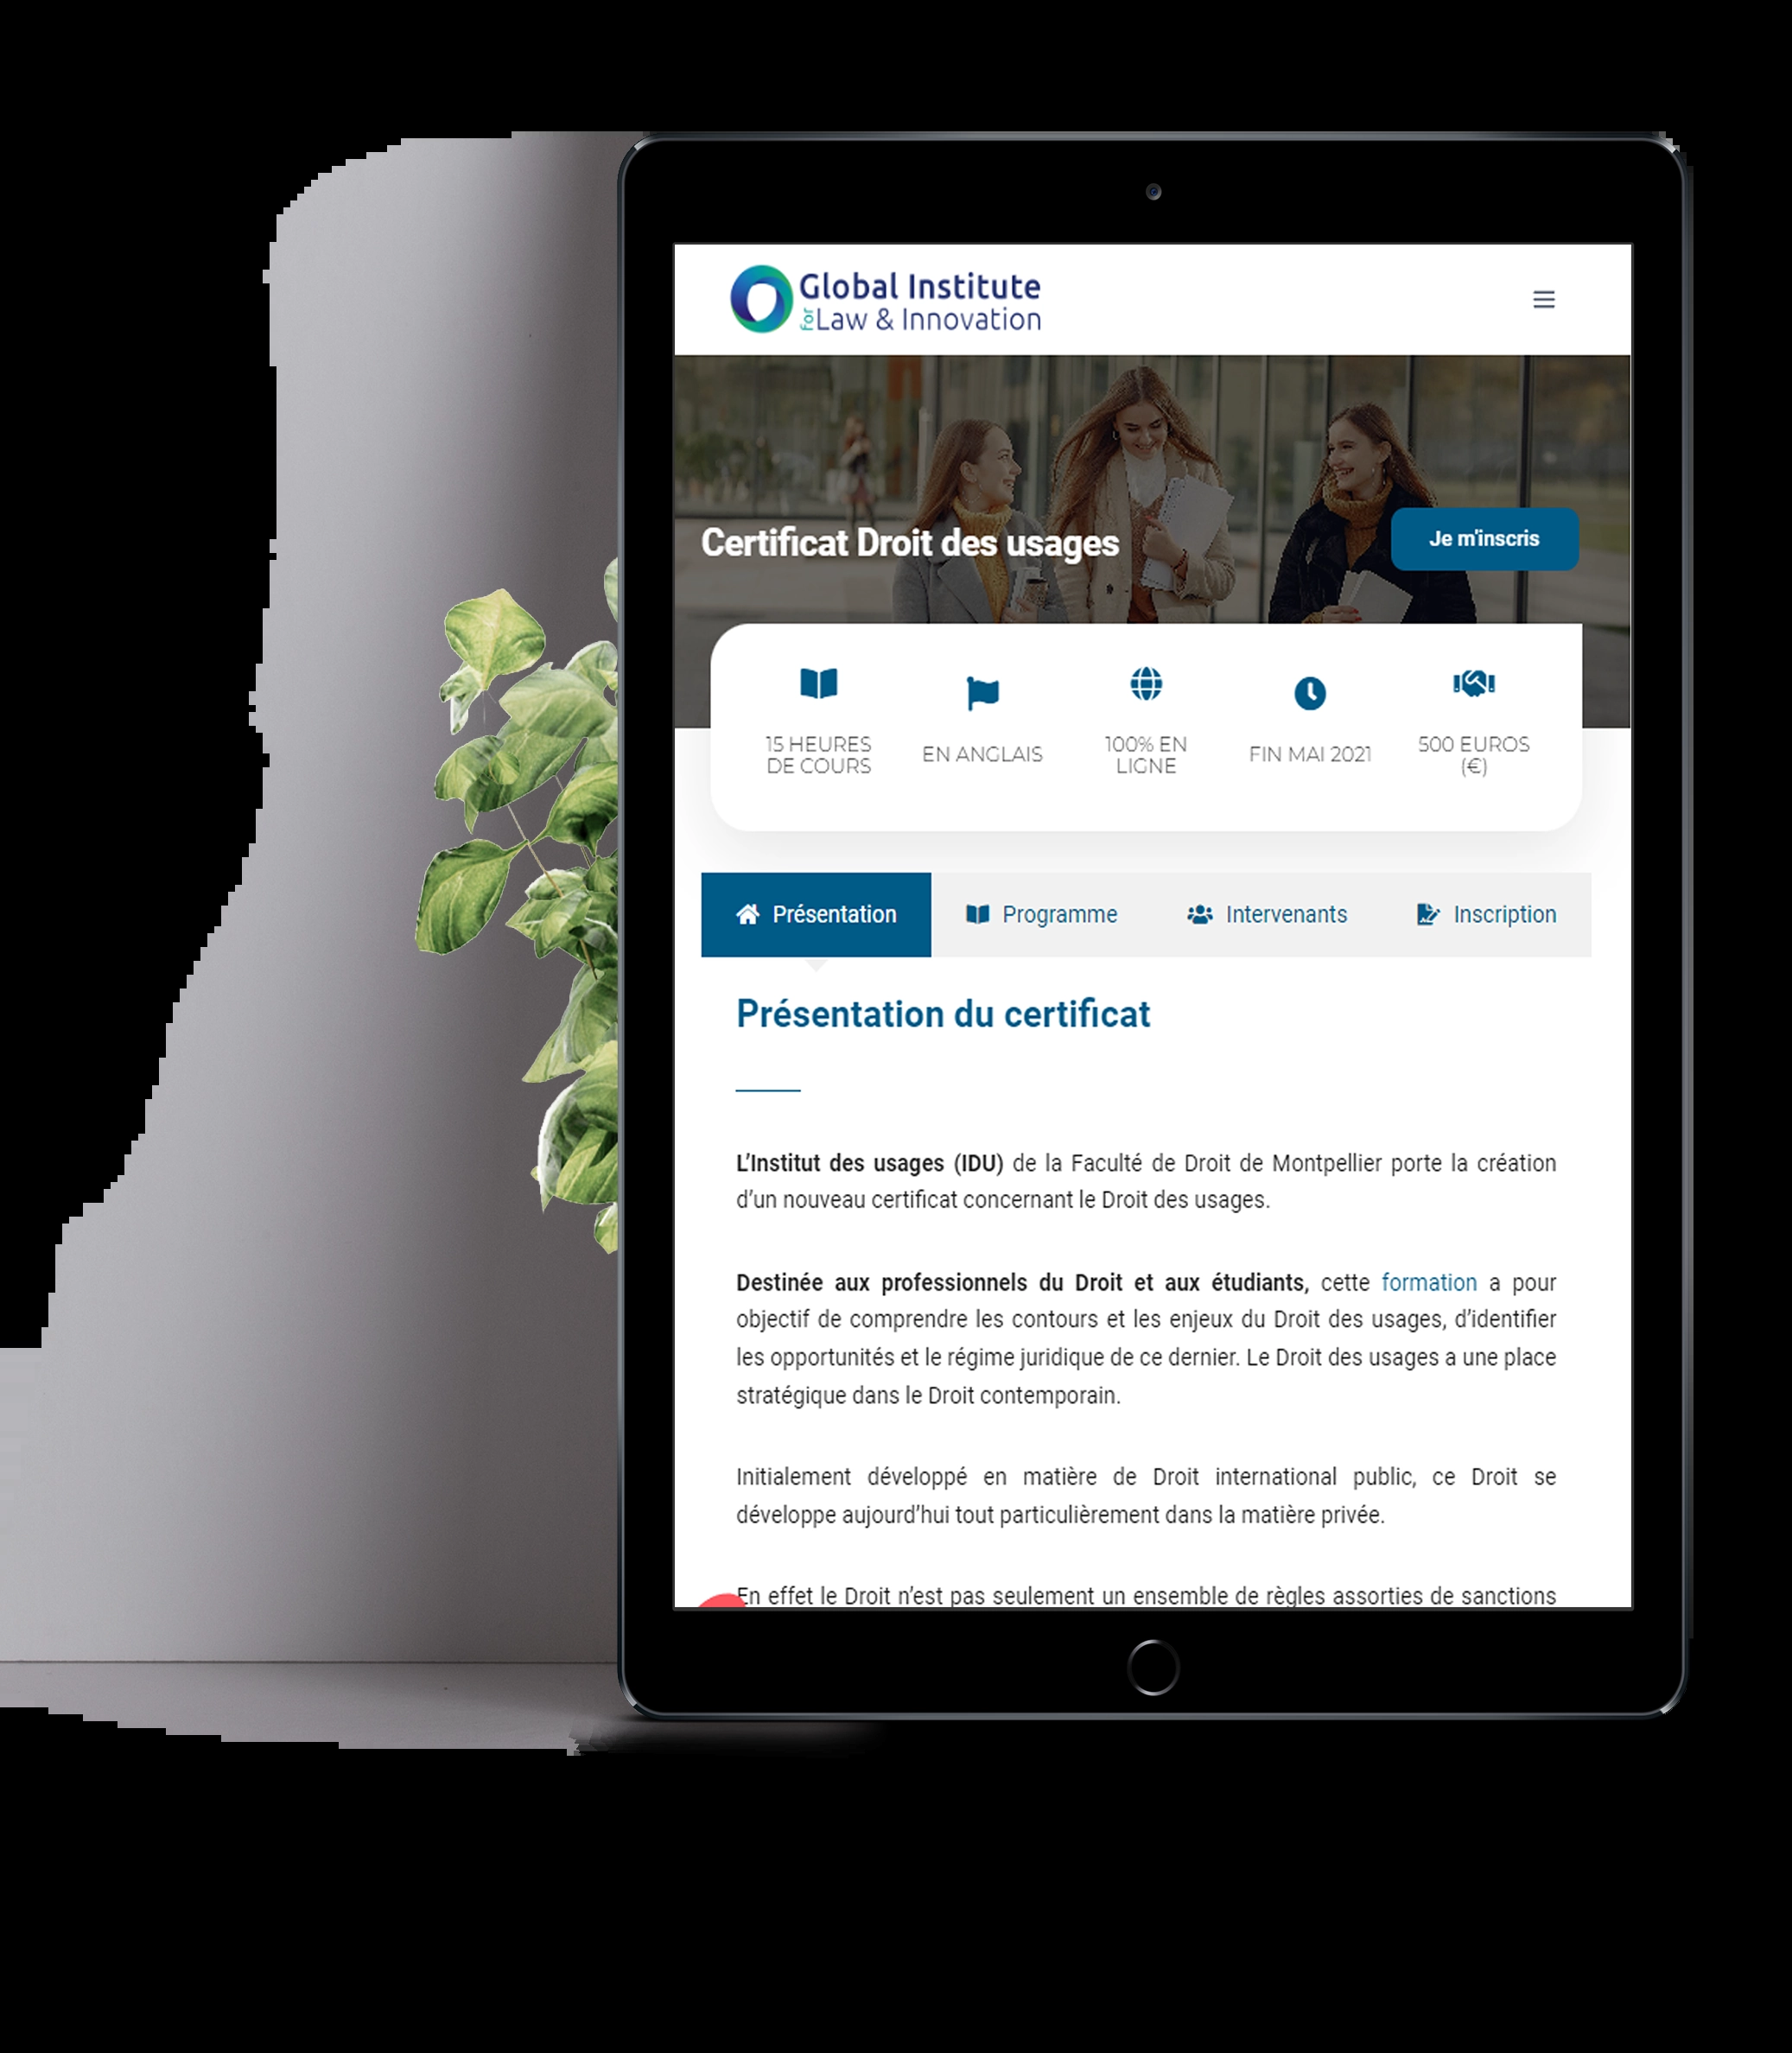 Global Institute
for Law & Innovation
Certificat Droit des usages
Je m'inscris
15 HEURES
DE COURS
EN ANGLAIS
100% EN
LIGNE
FIN MAI 2021
500 EUROS
(€)
Présentation
Programme
Intervenants
Inscription
Présentation du certificat
L’Institut des usages (IDU) de la Faculté de Droit de Montpellier porte la création
d’un nouveau certificat concernant le Droit des usages.
Destinée aux professionnels du Droit et aux étudiants, cette formation a pour
objectif de comprendre les contours et les enjeux du Droit des usages, d’identifier
les opportunités et le régime juridique de ce dernier. Le Droit des usages a une place
stratégique dans le Droit contemporain.
Initialement développé en matière de Droit international public, ce Droit se
développe aujourd’hui tout particulièrement dans la matière privée.
En effet le Droit n’est pas seulement un ensemble de règles assorties de sanctions